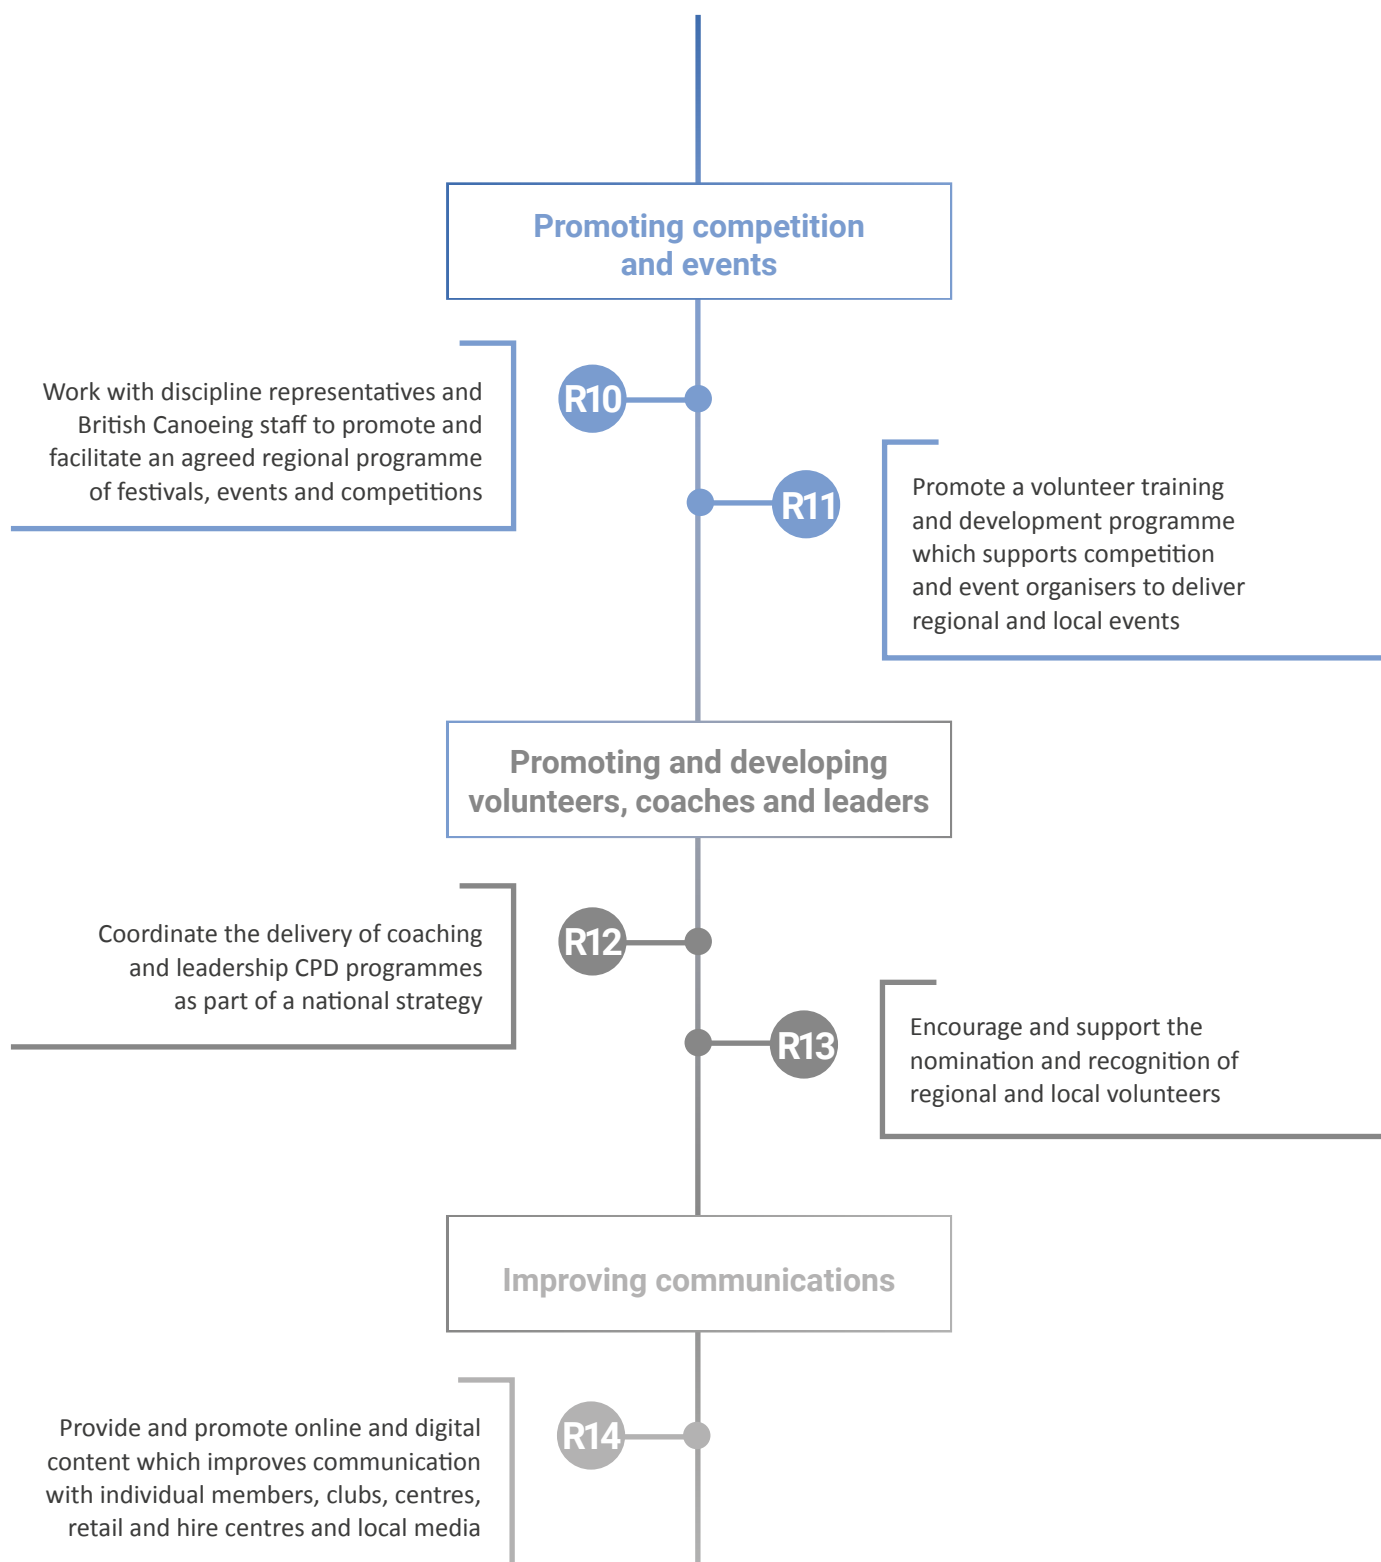 Promoting competition
and events
R10
Work with discipline representatives and
British Canoeing staff to promote and
facilitate an agreed regional programme
of festivals, events and competitions
R11
Promote a volunteer training
and development programme
which supports competition
and event organisers to deliver
regional and local events
Promoting and developing
volunteers, coaches and leaders
R12
Coordinate the delivery of coaching
and leadership CPD programmes
as part of a national strategy
R13
Encourage and support the
nomination and recognition of
regional and local volunteers
Improving communications
R14
Provide and promote online and digital
content which improves communication
with individual members, clubs, centres,
retail and hire centres and local media